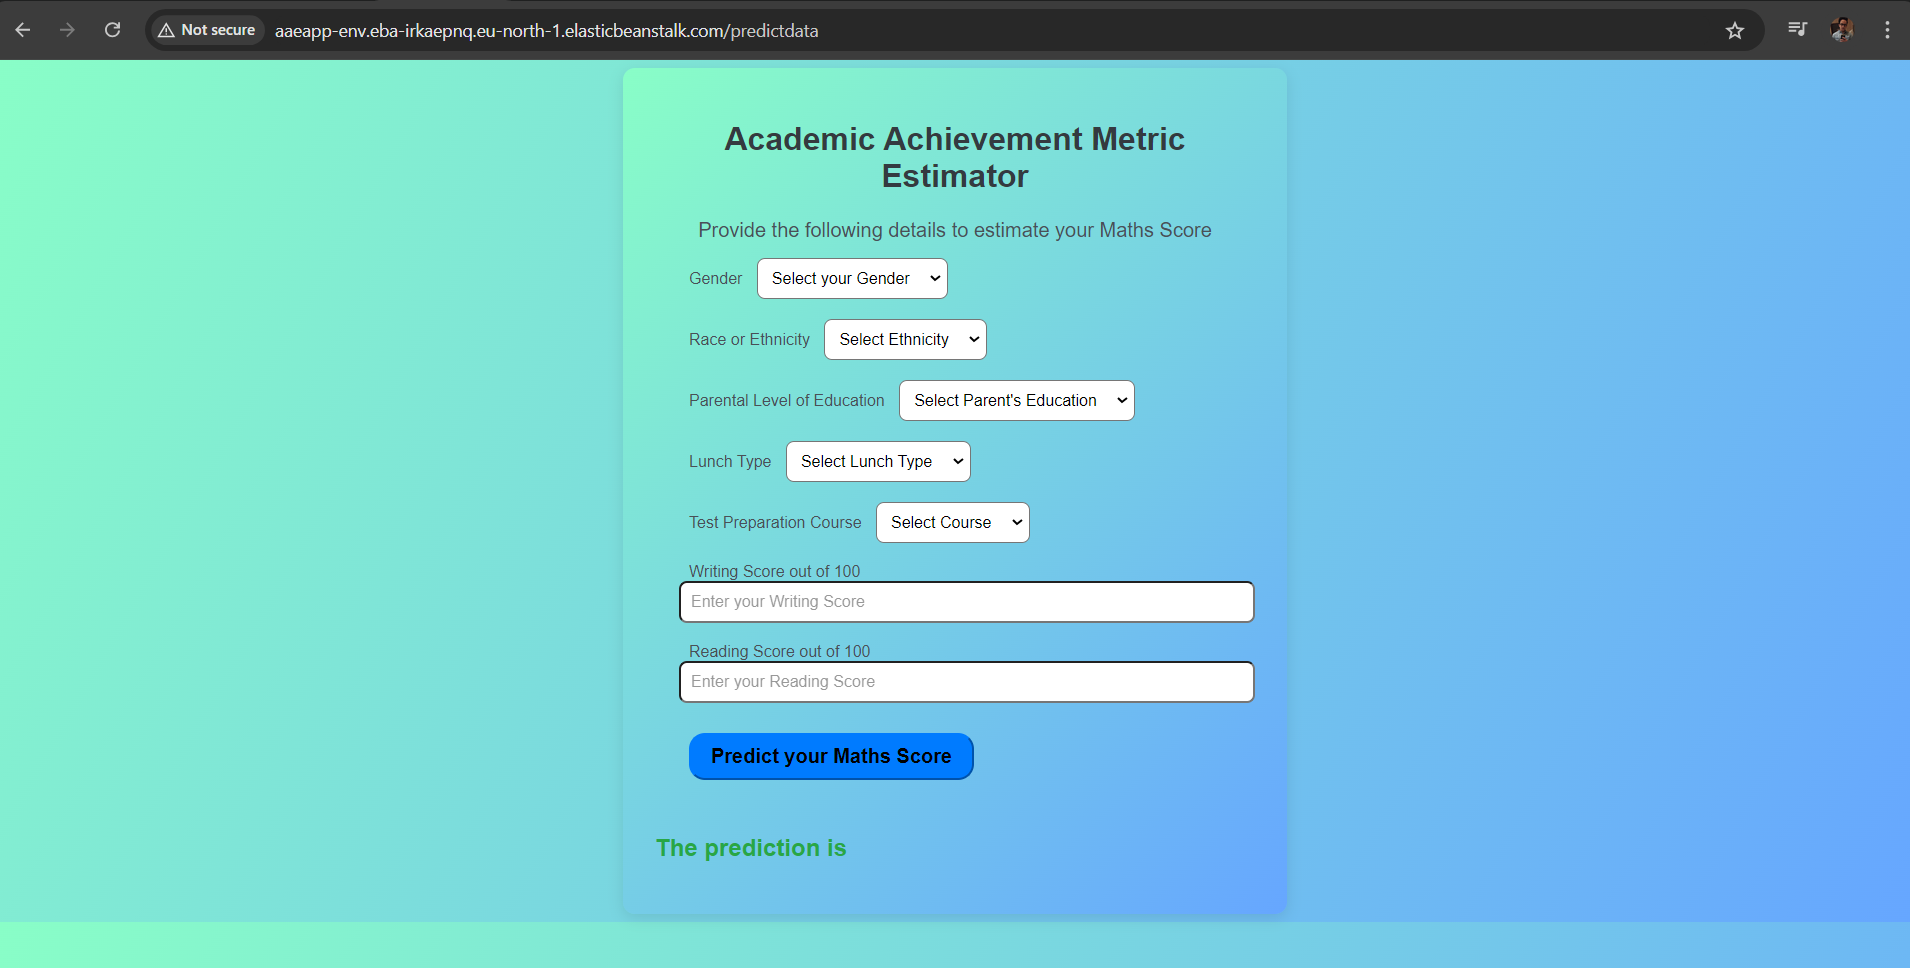 Not secure aaeapp-env.eba-irkaepnq.eu-north-1.elasticbeanstalk.com/predictdata
Academic Achievement Metric
Estimator
Provide the following details to estimate your Maths Score
Gender Select your Gender
Race or Ethnicity Select Ethnicity
Parental Level of Education Select Parent's Education
Lunch Type Select Lunch Type
Test Preparation Course Select Course
Writing Score out of 100
Enter your Writing Score
Reading Score out of 100
Enter your Reading Score
Predict your Maths Score
The prediction is